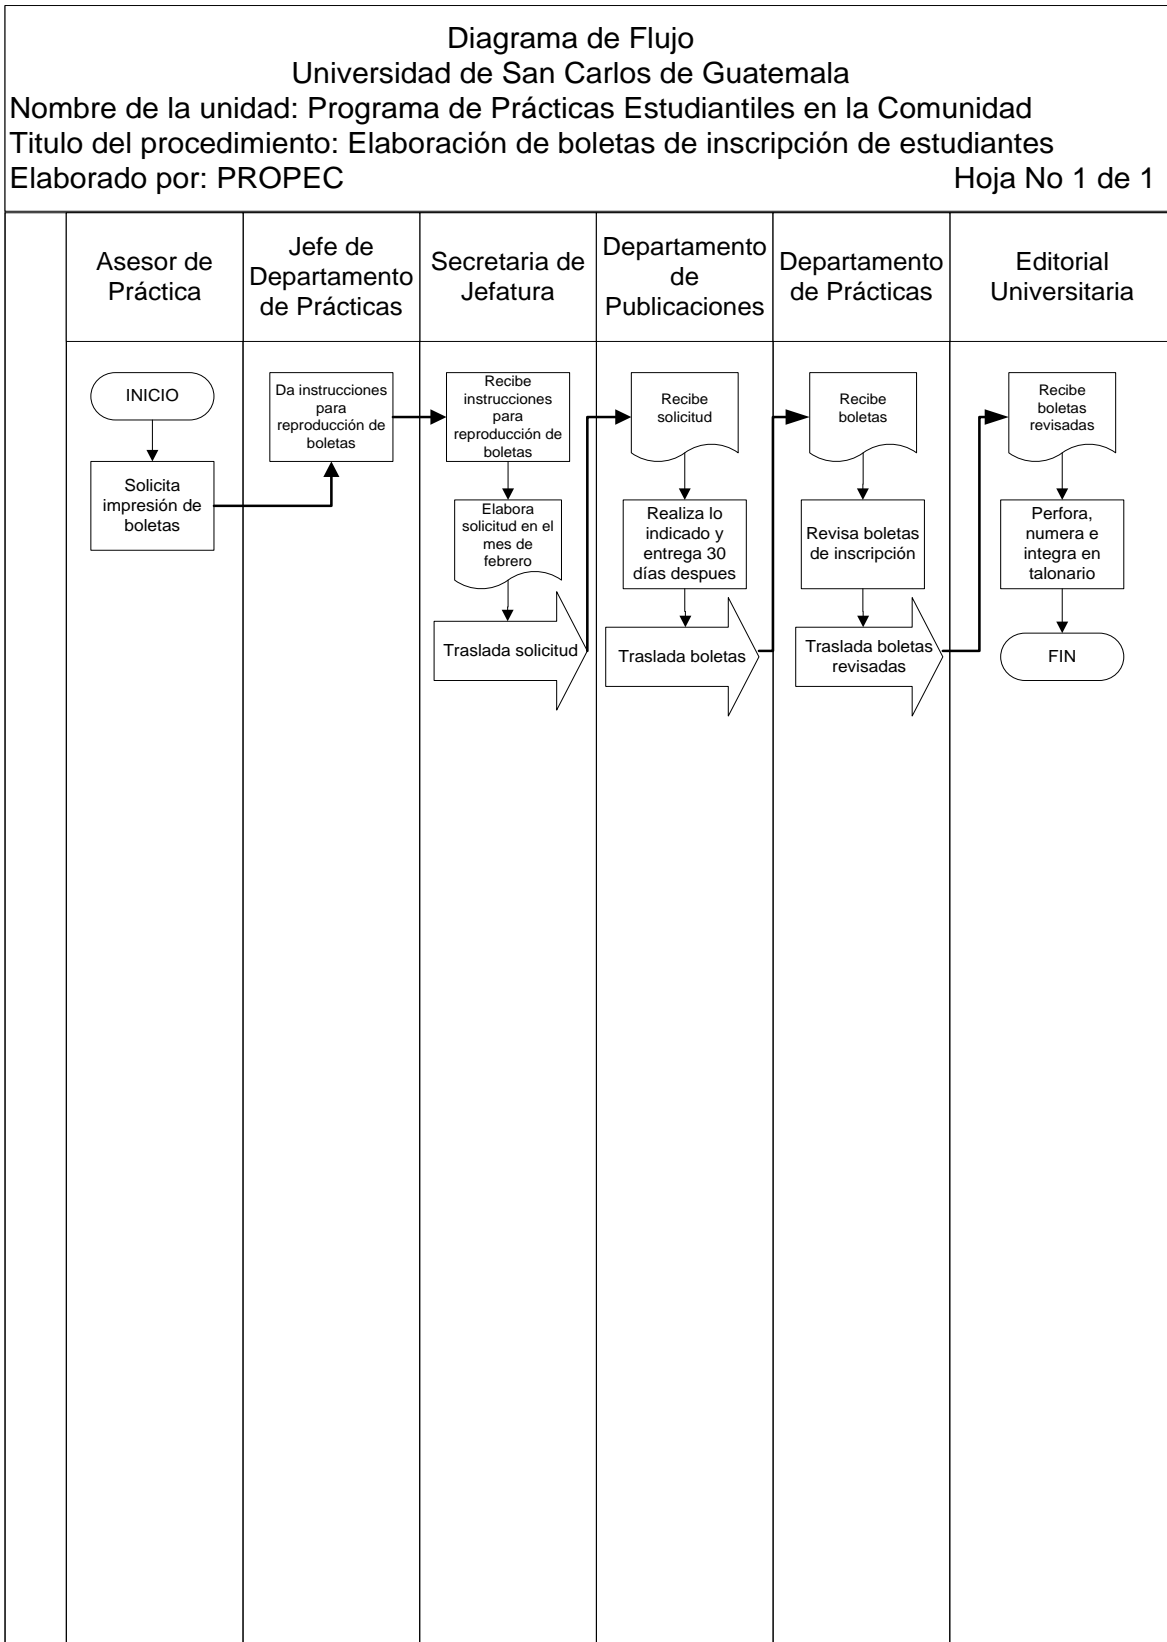 Diagrama de Flujo
Universidad de San Carlos de Guatemala
Nombre de la unidad: Programa de Prácticas Estudiantiles en la Comunidad
Titulo del procedimiento: Elaboración de boletas de inscripción de estudiantes
Elaborado por: PROPEC Hoja No 1 de 1
Asesor de
Práctica
Jefe de
Departamento
de Prácticas
Secretaria de
Jefatura
Departamento
de
Publicaciones
Departamento
de Prácticas
Editorial
Universitaria
INICIO
Solicita
impresión de
boletas
Da instrucciones
para
reproducción de
boletas
Recibe
instrucciones
para
reproducción de
boletas
Elabora
solicitud en el
mes de
febrero
Traslada solicitud
Recibe
solicitud
Realiza lo
indicado y
entrega 30
días despues
Traslada boletas
Recibe
boletas
Revisa boletas
de inscripción
Traslada boletas
revisadas
Recibe
boletas
revisadas
Perfora,
numera e
integra en
talonario
FIN